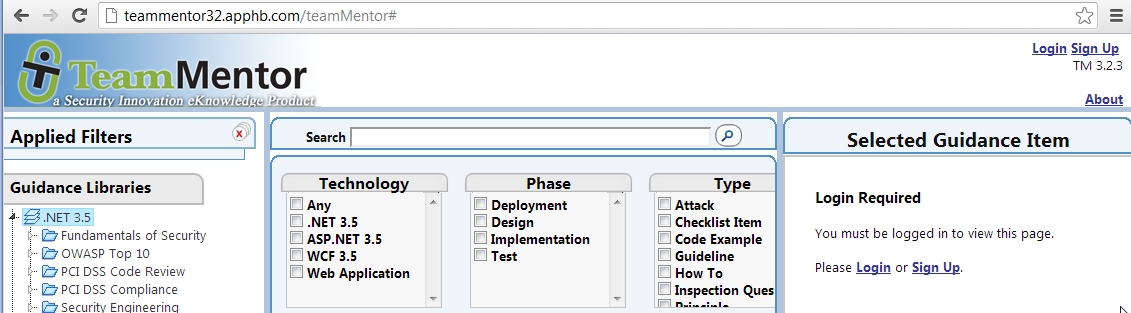 teammentor32.apphb.com/teamMentor#
Login Sign Up
TM 3.2.3
TeamMentor
a Security Innovation eKnowledge Product
About
Applied Filters
Guidance Libraries
.NET 3.5
Fundamentals of Security
OWASP Top 10
PCI DSS Code Review
PCI DSS Compliance
Security Engineering
Search
Technology
Any
.NET 3.5
ASP.NET 3.5
WCF 3.5
Web Application
Phase
Deployment
Design
Implementation
Test
Type
Attack
Checklist Item
Code Example
Guideline
How To
Inspection Ques
Principle
Selected Guidance Item
Login Required
You must be logged in to view this page.
Please Login or Sign Up.